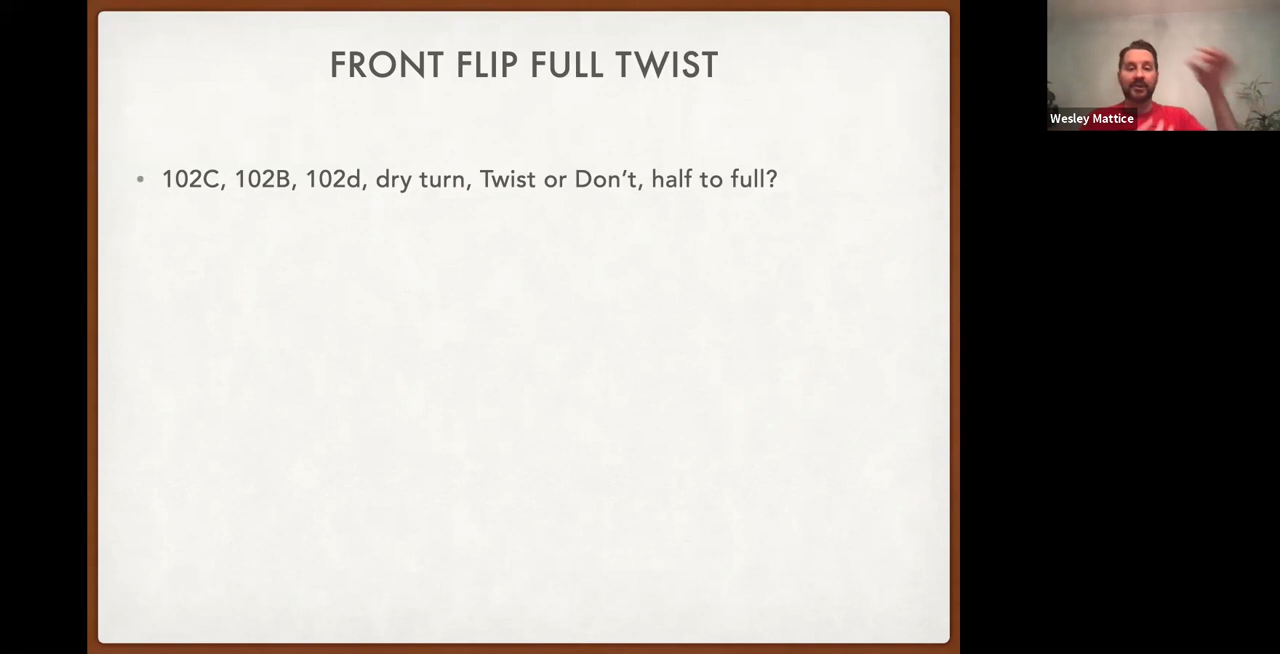 FRONT FLIP FULL TWIST
• 102C, 102B, 102d, dry turn, Twist or Don’t, half to full?
Wesley Mattice